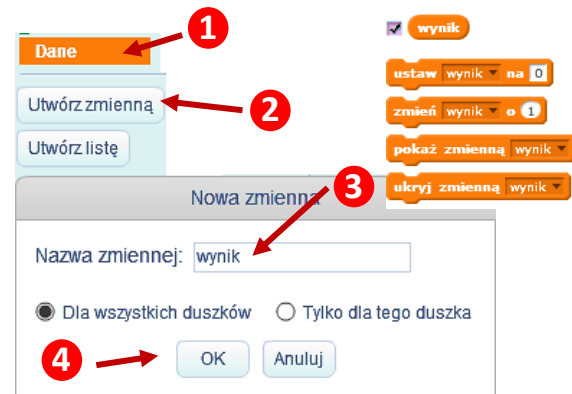 1
Dane
Utwórz zmienną
2
Utwórz listę
Nowa zmienna
3
Nazwa zmiennej: wynik
Dla wszystkich duszków Tylko dla tego duszka
4
OK Anuluj
wynik
ustaw wynik na 0
zmień wynik o 1
pokaż zmienną wynik
ukryj zmienną wynik